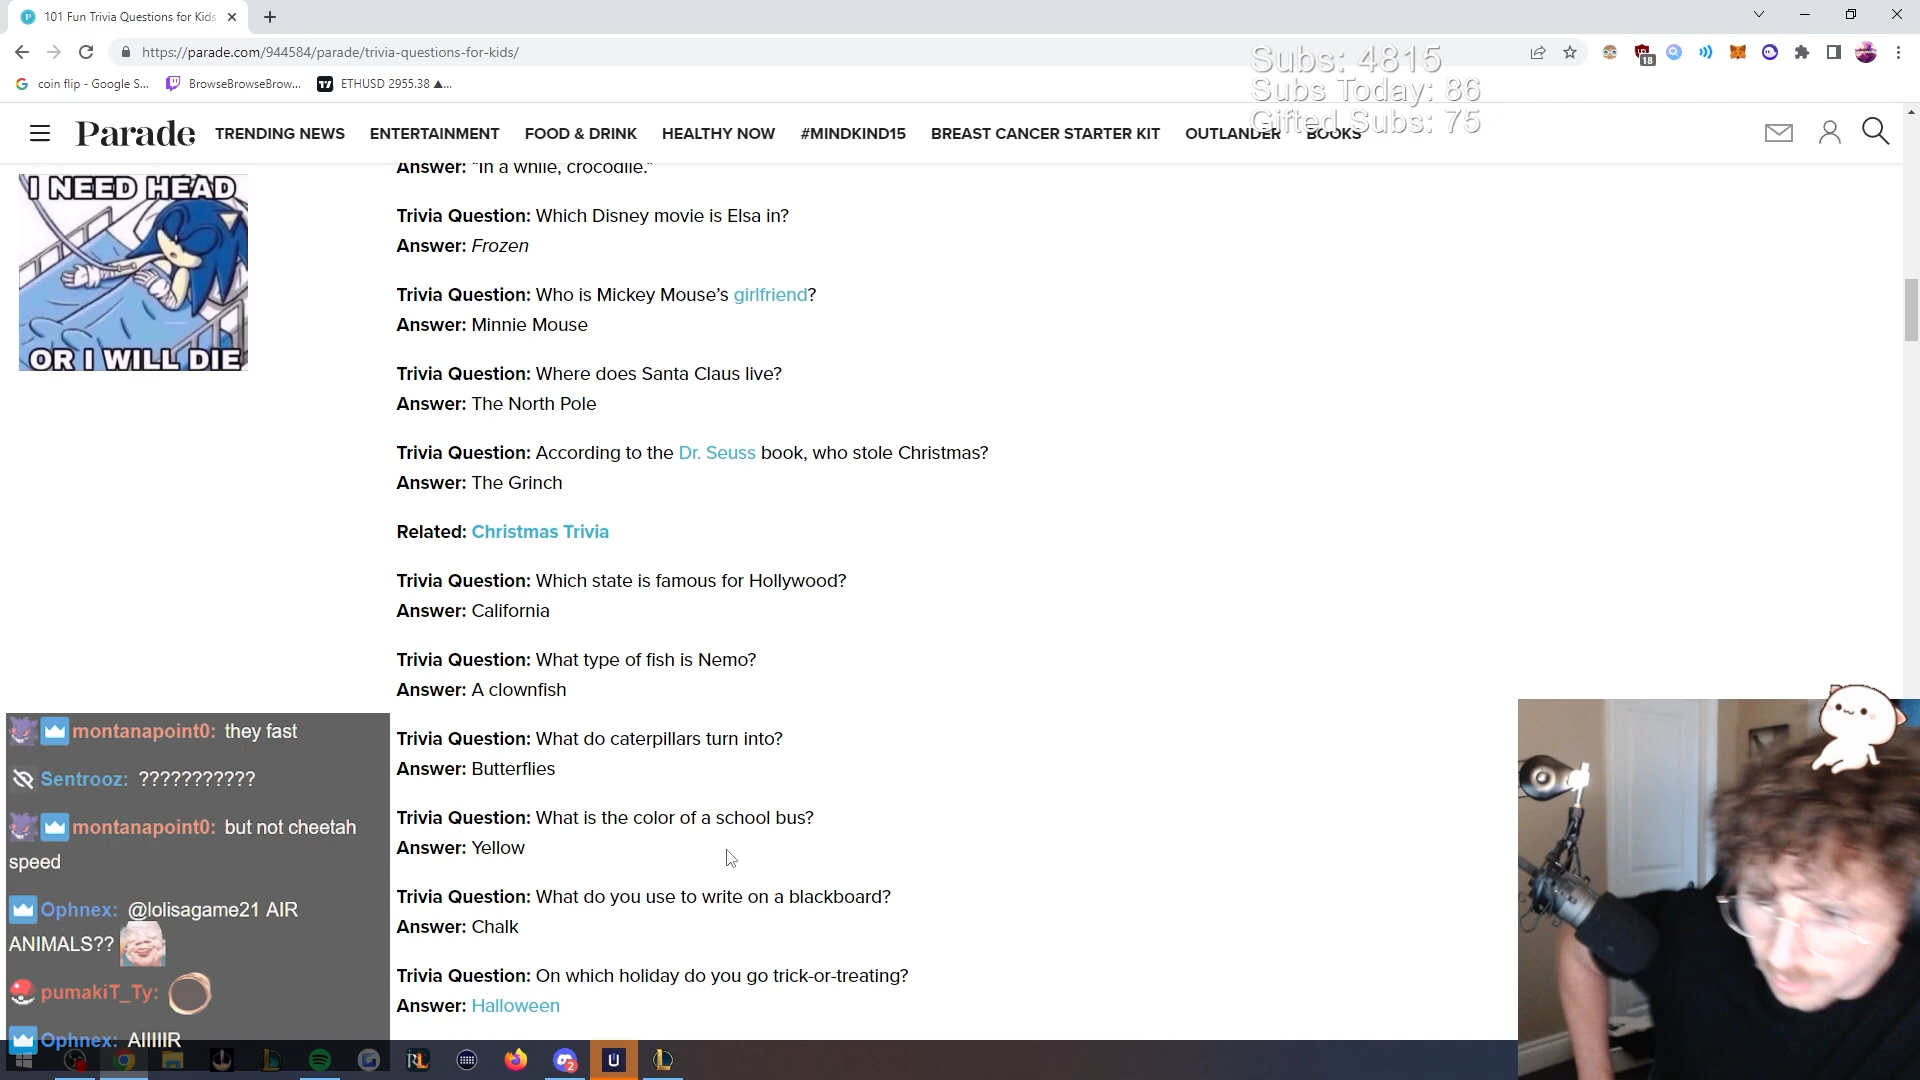 101 Fun Trivia Questions for Kids
https://parade.com/944584/parade/trivia-questions-for-kids/
18
coin flip - Google S...
BrowseBrowseBrow...
ETHUSD 2955.38 ▲...
Subs: 4815
Subs Today: 86
Gifted Subs: 75
Parade
TRENDING NEWS
ENTERTAINMENT
FOOD & DRINK
HEALTHY NOW
#MINDKIND15
BREAST CANCER STARTER KIT
OUTLANDER
BOOKS
I NEED HEAD
OR I WILL DIE
Answer: "In a while, crocodile."
Trivia Question: Which Disney movie is Elsa in?
Answer: Frozen
Trivia Question: Who is Mickey Mouse’s girlfriend?
Answer: Minnie Mouse
Trivia Question: Where does Santa Claus live?
Answer: The North Pole
Trivia Question: According to the Dr. Seuss book, who stole Christmas?
Answer: The Grinch
Related: Christmas Trivia
Trivia Question: Which state is famous for Hollywood?
Answer: California
Trivia Question: What type of fish is Nemo?
Answer: A clownfish
Trivia Question: What do caterpillars turn into?
Answer: Butterflies
Trivia Question: What is the color of a school bus?
Answer: Yellow
Trivia Question: What do you use to write on a blackboard?
Answer: Chalk
Trivia Question: On which holiday do you go trick-or-treating?
Answer: Halloween
montanapoint0: they fast
Sentrooz: ???????????
montanapoint0: but not cheetah
speed
Ophnex: @lolisagame21 AIR
ANIMALS??
pumakiT_Ty:
Ophnex: AIIIIIR
RL
2
U